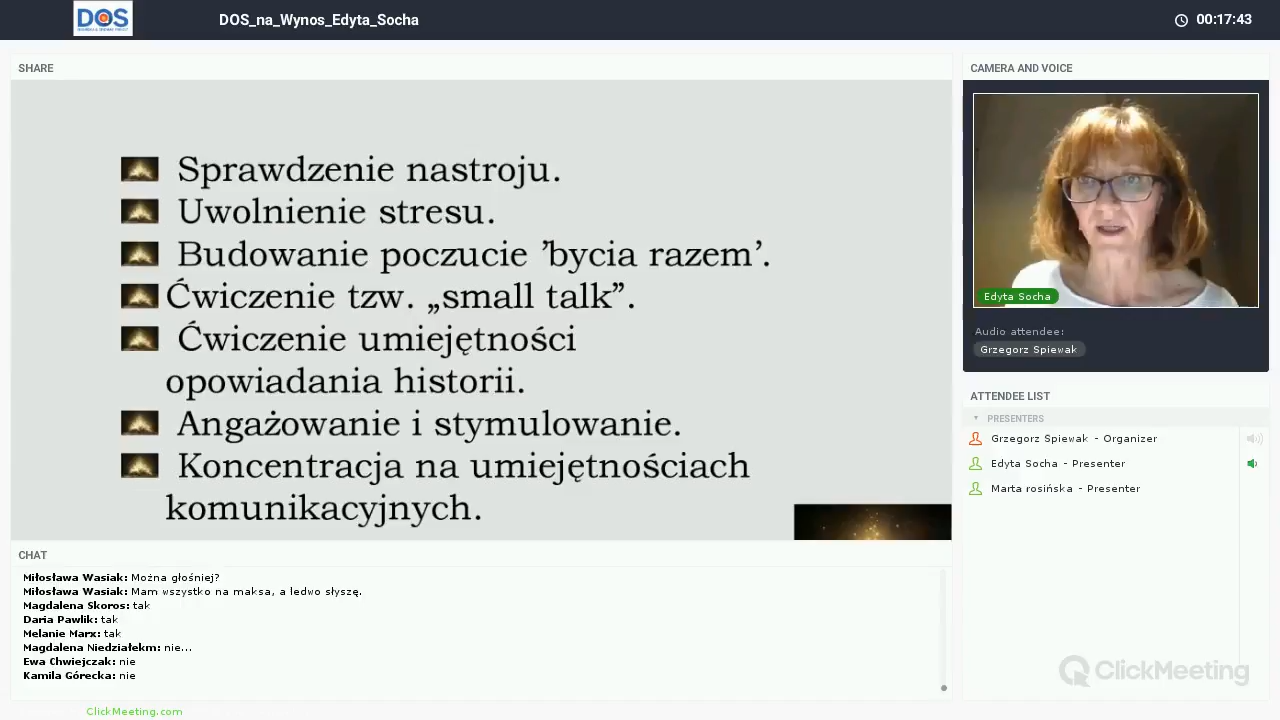 DOS
DOS_na_Wynos_Edyta_Socha
00:17:43
SHARE
Sprawdzenie nastroju.
Uwolnienie stresu.
Budowanie poczucie 'bycia razem'.
Ćwiczenie tzw. „small talk”.
Ćwiczenie umiejętności
opowiadania historii.
Angażowanie i stymulowanie.
Koncentracja na umiejętnościach
komunikacyjnych.
CAMERA AND VOICE
Edyta Socha
Audio attendee:
Grzegorz Spiewak
ATTENDEE LIST
PRESENTERS
Grzegorz Spiewak - Organizer
Edyta Socha - Presenter
Marta rosińska - Presenter
CHAT
Miłosława Wasiak: Można głośniej?
Miłosława Wasiak: Mam wszystko na maksa, a ledwo słyszę.
Magdalena Skoros: tak
Daria Pawlik: tak
Melanie Marx: tak
Magdalena Niedziałekm: nie...
Ewa Chwiejczak: nie
Kamila Górecka: nie
ClickMeeting
ClickMeeting.com